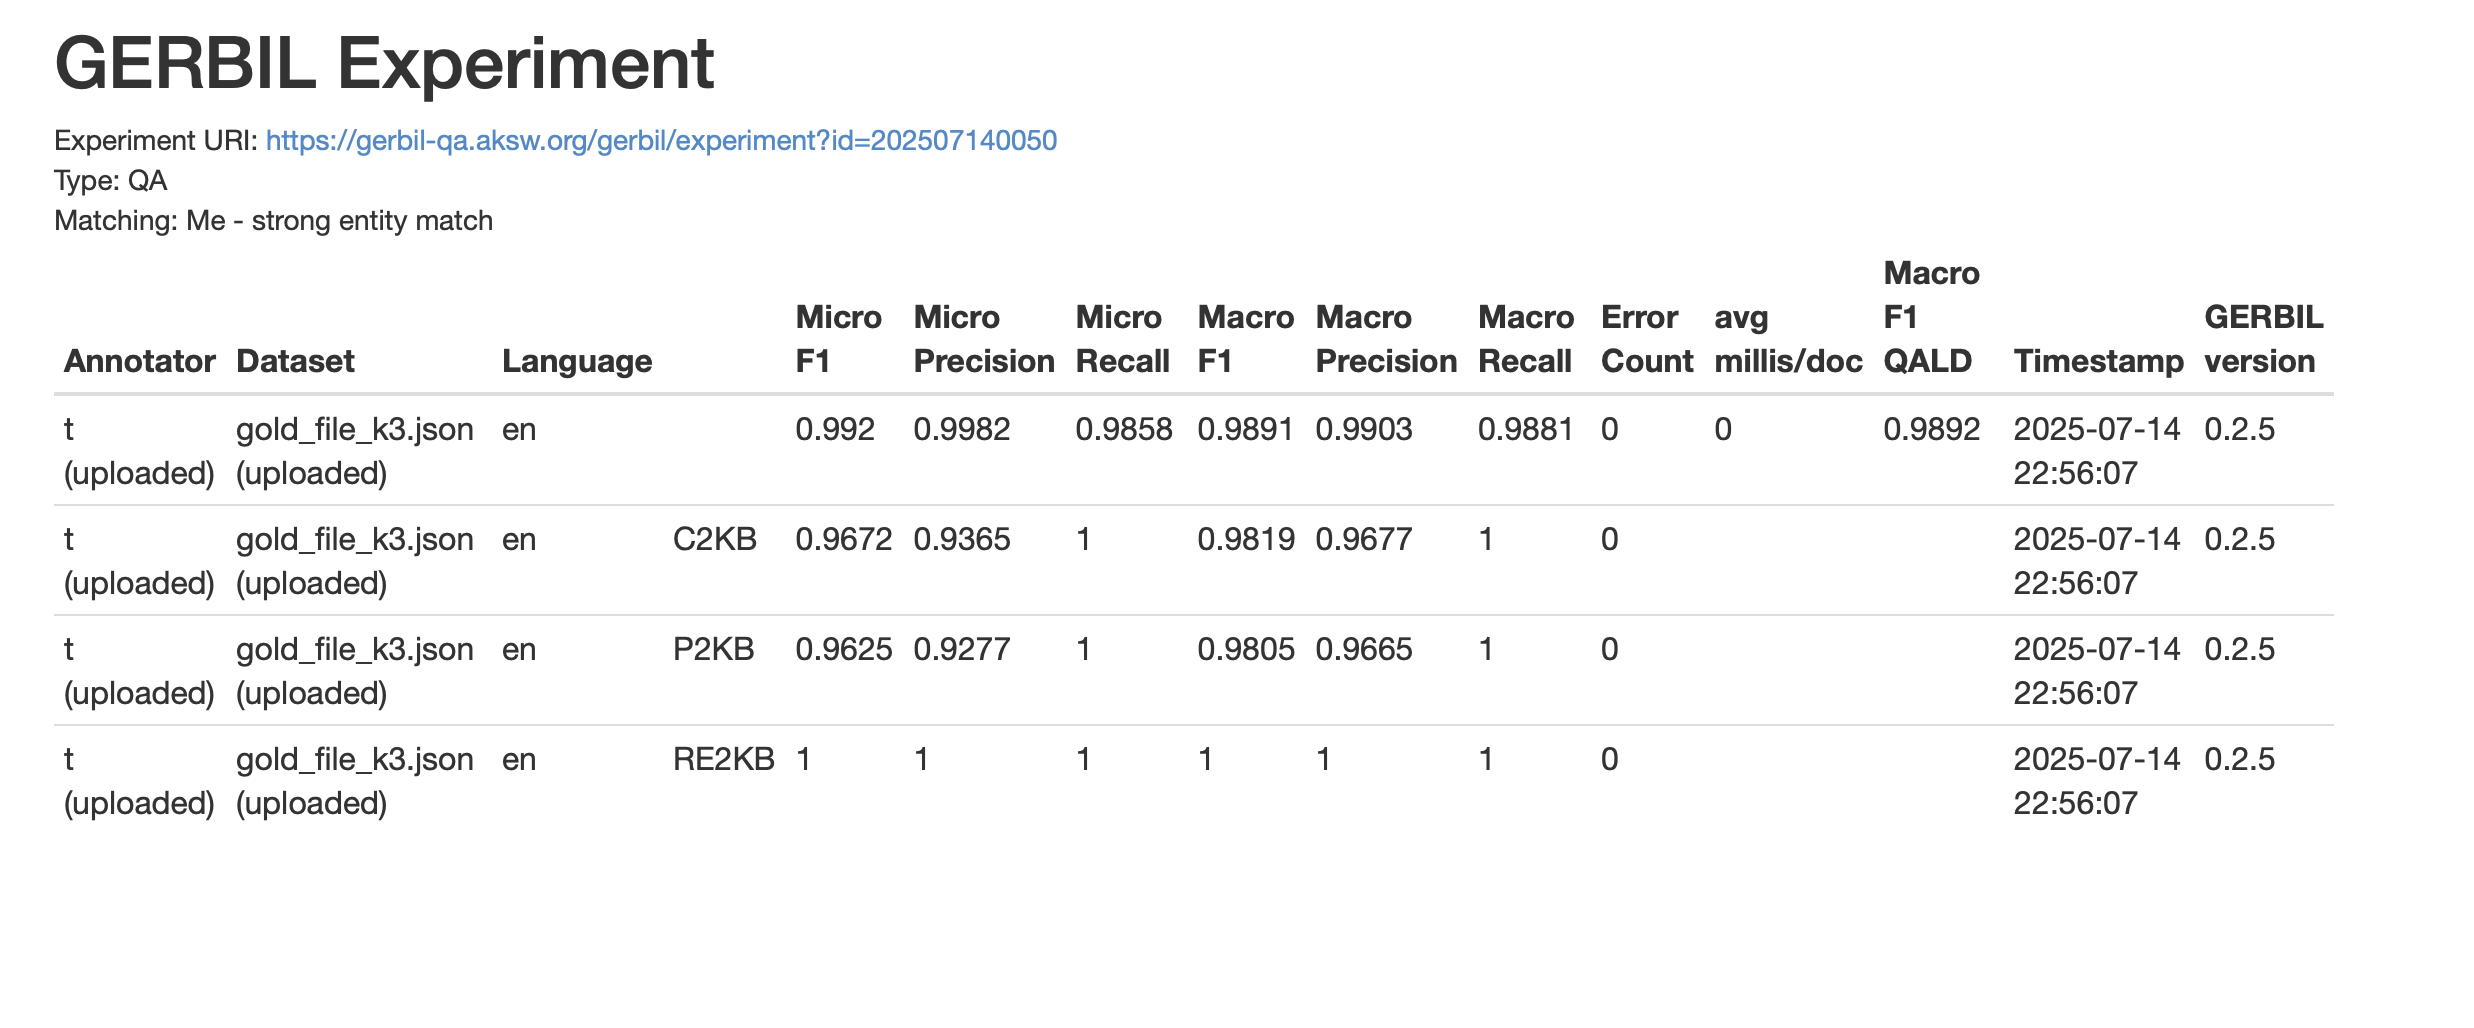 GERBIL Experiment
Experiment URI: https://gerbil-qa.aksw.org/gerbil/experiment?id=202507140050
Type: QA
Matching: Me - strong entity match
Annotator Dataset Language Micro F1 Micro Precision Micro Recall Macro F1 Macro Precision Macro Recall Error Count avg millis/doc Macro F1 QALD Timestamp GERBIL version
t (uploaded) gold_file_k3.json (uploaded) en 0.992 0.9982 0.9858 0.9891 0.9903 0.9881 0 0 0.9892 2025-07-14 22:56:07 0.2.5
t (uploaded) gold_file_k3.json (uploaded) en C2KB 0.9672 0.9365 1 0.9819 0.9677 1 0 2025-07-14 22:56:07 0.2.5
t (uploaded) gold_file_k3.json (uploaded) en P2KB 0.9625 0.9277 1 0.9805 0.9665 1 0 2025-07-14 22:56:07 0.2.5
t (uploaded) gold_file_k3.json (uploaded) en RE2KB 1 1 1 1 1 1 0 2025-07-14 22:56:07 0.2.5